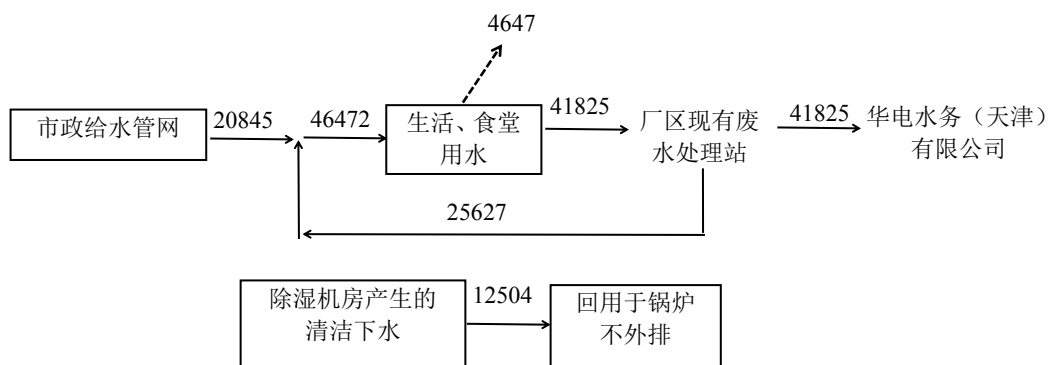 4647
市政给水管网
20845
46472
生活、食堂
用水
41825
厂区现有废
水处理站
41825
华电水务（天津）
有限公司
25627
除湿机房产生的
清洁下水
12504
回用于锅炉
不外排